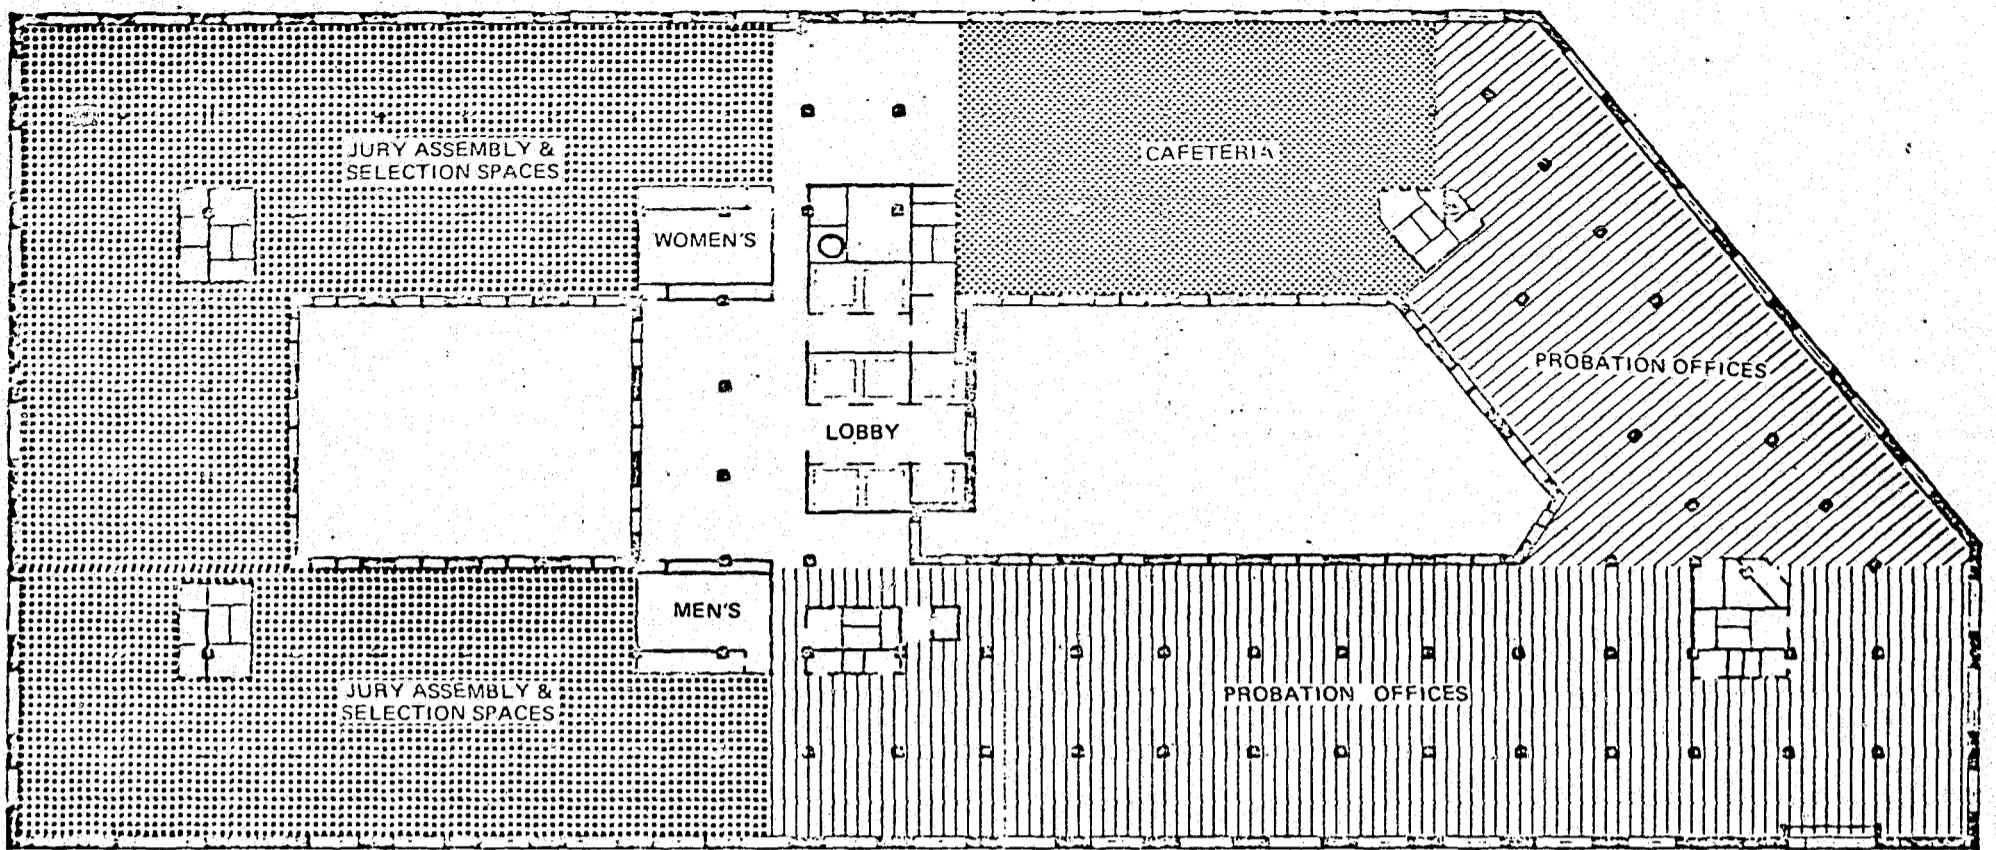 JURY ASSEMBLY &
SELECTION SPACES
CAFETERIA
WOMEN'S
PROBATION OFFICES
LOBBY
MEN'S
JURY ASSEMBLY &
SELECTION SPACES
PROBATION OFFICES